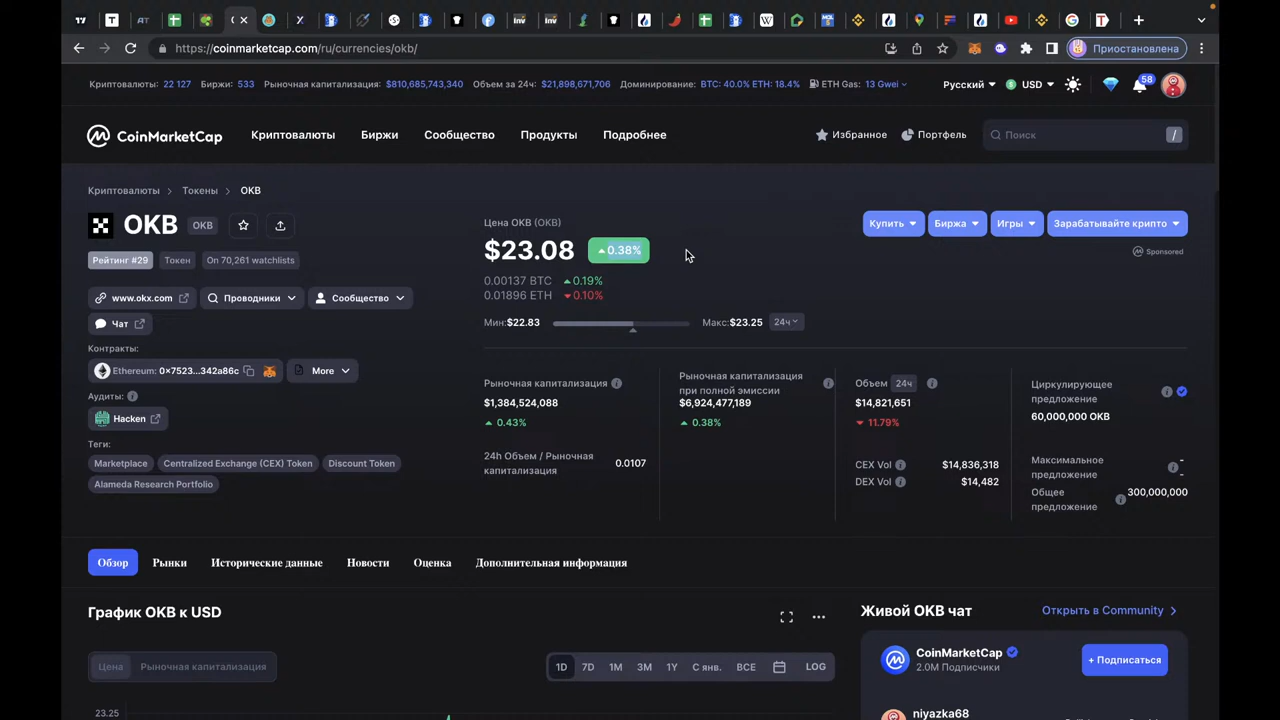 https://coinmarketcap.com/ru/currencies/okb/
Приостановлена
Криптовалюты: 22 127 Биржи: 533 Рыночная капитализация: $810,685,743,340 Объем за 24ч: $21,898,671,706 Доминирование: BTC: 40.0% ETH: 18.4% ETH Gas: 13 Gwei
Русский USD 58
CoinMarketCap Криптовалюты Биржи Сообщество Продукты Подробнее
Избранное Портфель Поиск /
Криптовалюты > Токены > OKB
OKB OKB
Рейтинг #29 Токен On 70,261 watchlists
www.okx.com Проводники Сообщество
Чат
Контракты:
Ethereum: 0x7523...342a86c More
Аудиты:
Hacken
Теги:
Marketplace Centralized Exchange (CEX) Token Discount Token
Alameda Research Portfolio
Цена OKB (OKB)
$23.08 0.38%
0.00137 BTC 0.19%
0.01896 ETH 0.10%
Мин:$22.83 Макс:$23.25 24ч
Купить Биржа Игры Зарабатывайте крипто
Sponsored
Рыночная капитализация
$1,384,524,088
0.43%
24h Объем / Рыночная
капитализация
0.0107
Рыночная капитализация
при полной эмиссии
$6,924,477,189
0.38%
Объем 24ч
$14,821,651
11.79%
CEX Vol $14,836,318
DEX Vol $14,482
Циркулирующее
предложение
60,000,000 OKB
Максимальное
предложение
--
Общее
предложение
300,000,000
Обзор Рынки Исторические данные Новости Оценка Дополнительная информация
График OKB к USD
Цена Рыночная капитализация
1D 7D 1M 3M 1Y С янв. ВСЕ LOG
23.25
Живой OKB чат Открыть в Community >
CoinMarketCap
2.0M Подписчики
+ Подписаться
niyazka68